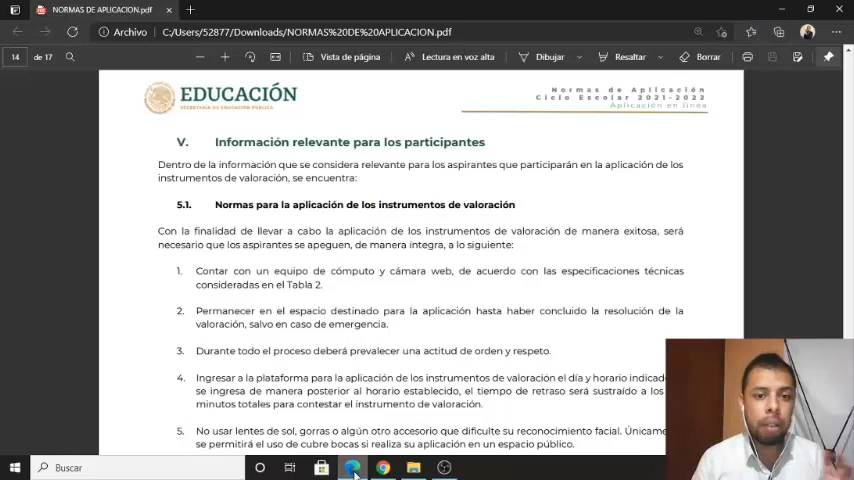 NORMAS DE APLICACION.pdf
Archivo
C:/Users/52877/Downloads/NORMAS%20DE%20APLICACION.pdf
14
de 17
Vista de página
Lectura en voz alta
Dibujar
Resaltar
Borrar
EDUCACIÓN
SECRETARÍA DE EDUCACIÓN PÚBLICA
Normas de Aplicación
Ciclo Escolar 2021-2022
Aplicación en línea
V. Información relevante para los participantes
Dentro de la información que se considera relevante para los aspirantes que participarán en la aplicación de los
instrumentos de valoración, se encuentra:
5.1. Normas para la aplicación de los instrumentos de valoración
Con la finalidad de llevar a cabo la aplicación de los instrumentos de valoración de manera exitosa, será
necesario que los aspirantes se apeguen, de manera íntegra, a lo siguiente:
1. Contar con un equipo de cómputo y cámara web, de acuerdo con las especificaciones técnicas
consideradas en el Tabla 2.
2. Permanecer en el espacio destinado para la aplicación hasta haber concluido la resolución de la
valoración, salvo en caso de emergencia.
3. Durante todo el proceso deberá prevalecer una actitud de orden y respeto.
4. Ingresar a la plataforma para la aplicación de los instrumentos de valoración el día y horario
se ingresa de manera posterior al horario establecido, el tiempo de retraso será sustraído a los
minutos totales para contestar el instrumento de valoración.
5. No usar lentes de sol, gorras o algún otro accesorio que dificulte su reconocimiento facial.
se permitirá el uso de cubre bocas si realiza su aplicación en un espacio público.
Buscar